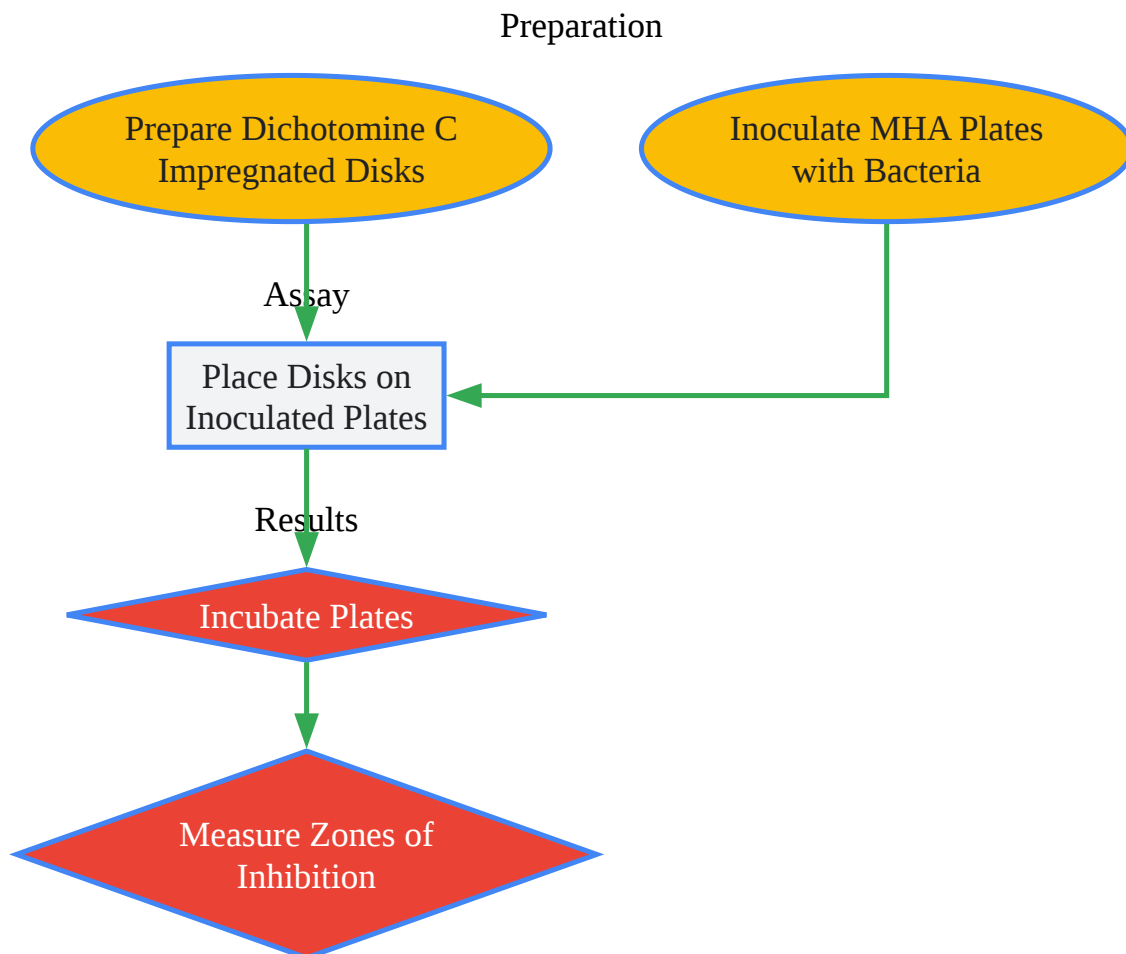 Preparation
Prepare Dichotomine C
Impregnated Disks
Inoculate MHA Plates
with Bacteria
Assay
Place Disks on
Inoculated Plates
Results
Incubate Plates
Measure Zones of
Inhibition